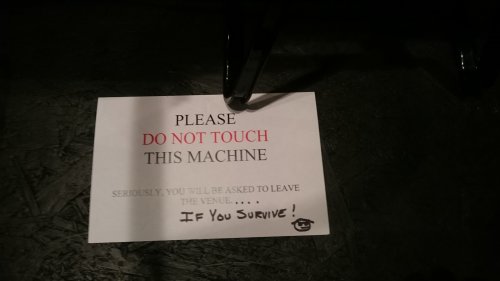 PLEASE
DO NOT TOUCH
THIS MACHINE
SERIOUSLY, YOU WILL BE ASKED TO LEAVE
THE VENUE....
IF YOU SURVIVE!